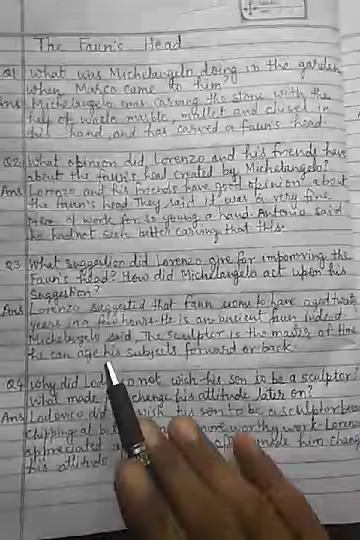 The Faun's Head
Q1 What was Michelangelo doing in the garden
when Marco came to him?
Ans Michelangelo was carving the stone with the
help of marble, mallet and chisel in
his hand, and has carved a faun's head.
Q2 What opinion did Lorenzo and his friends have
about the faun's head created by Michelangelo?
Ans Lorenzo and his friends have good opinion about
the faun's head. They said it was a very fine
of work for so young a hand. Antonio said
he had not seen better carving that this.
Q3 What suggestion did Lorenzo give for improving the
Faun's head? How did Michelangelo act upon his
suggestion?
Ans Lorenzo suggested that faun seems to have aged twenty
years in a few hours. He is an ancient faun indeed.
Michelangelo said, The sculptor is the master of time
He can age his subjects forward or back.
Q4 Why did not wish his son to be a sculptor?
What made change his attitude later on?
Ans Lodovico did wish his son to be a sculptor
chipping at more worthy work. Lorenzo
appreciated made him change
his attitude